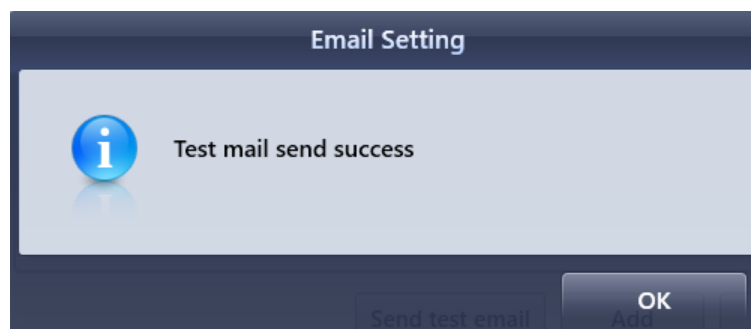 Email Setting
Test mail send success
OK
Send test email
Add